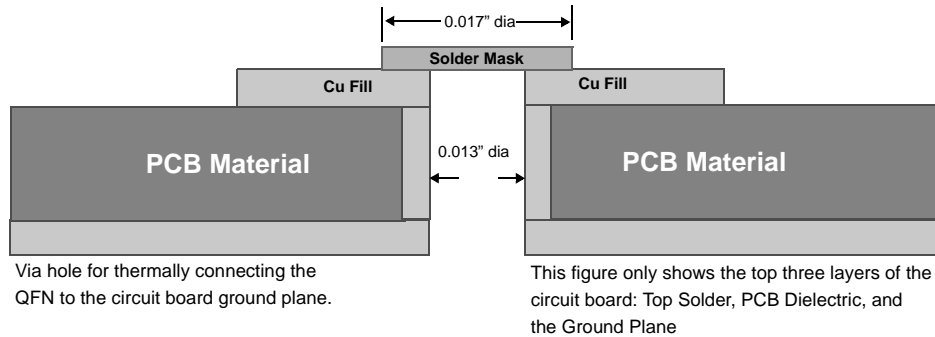 0.017” dia
Solder Mask
Cu Fill
Cu Fill
PCB Material
0.013” dia
PCB Material
Via hole for thermally connecting the
QFN to the circuit board ground plane.
This figure only shows the top three layers of the
circuit board: Top Solder, PCB Dielectric, and
the Ground Plane